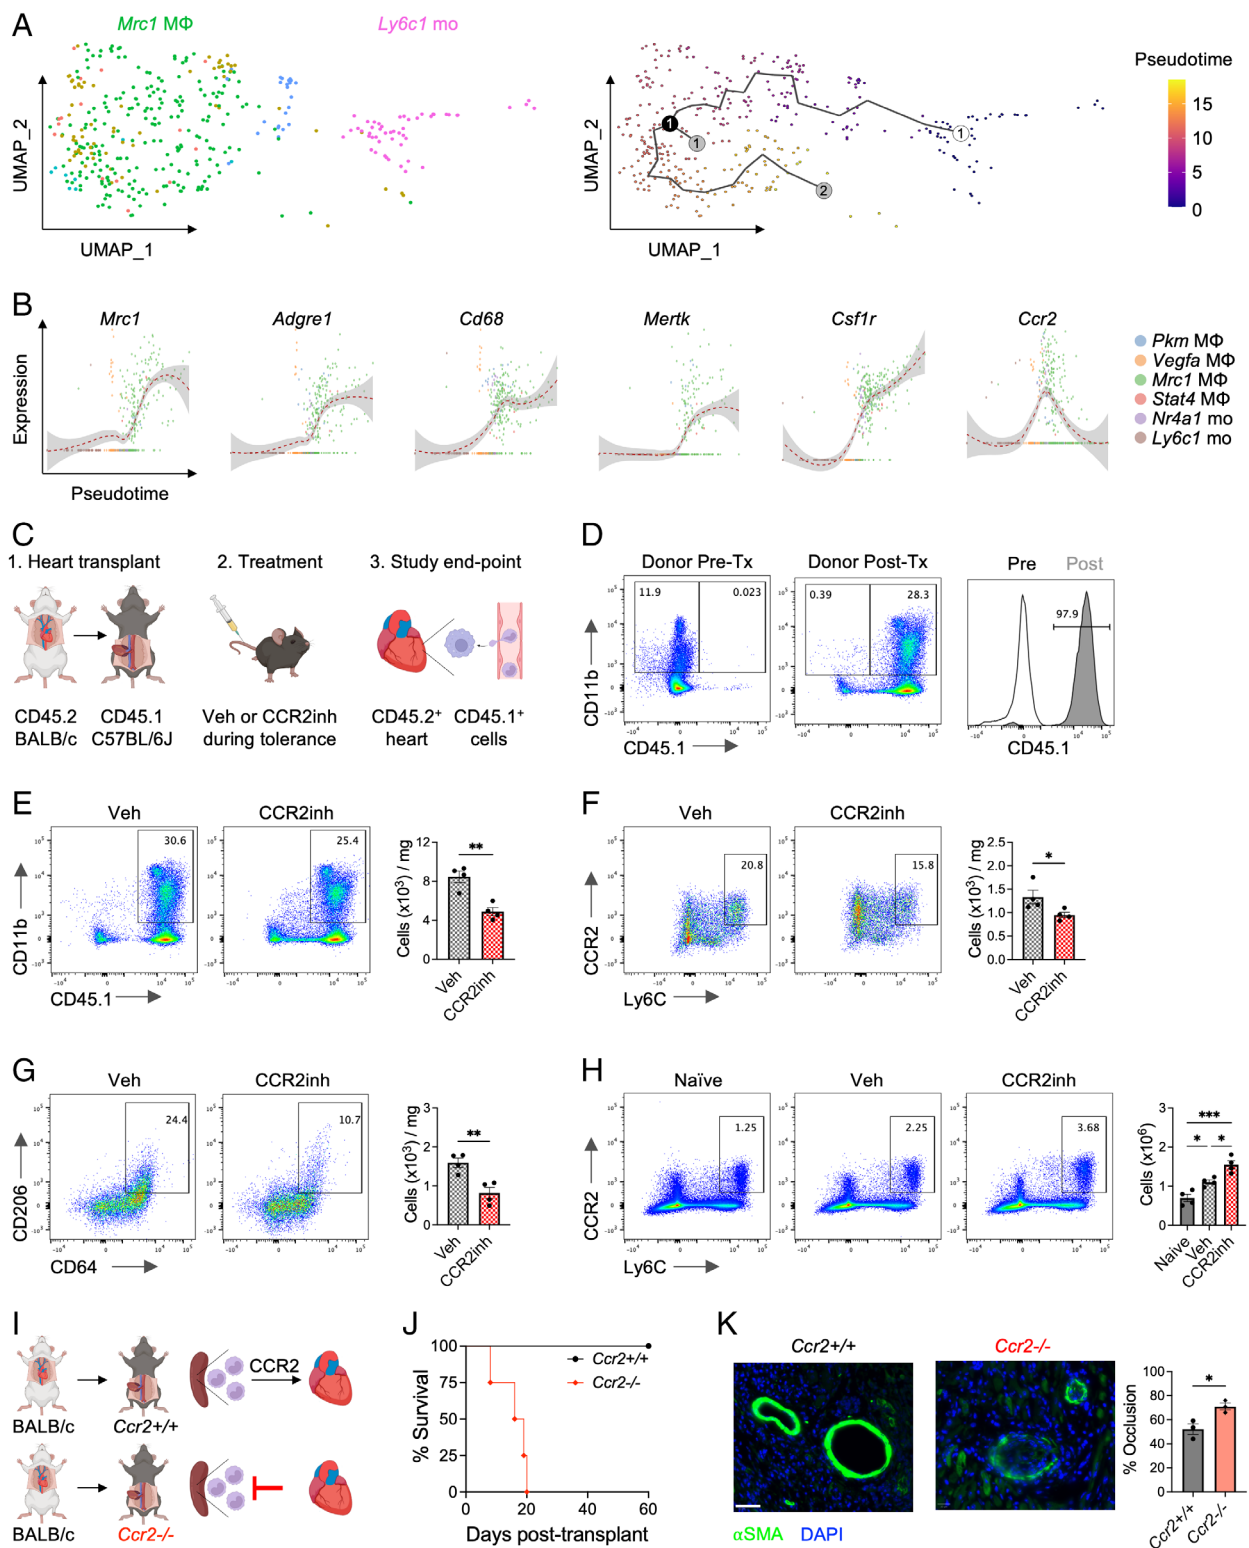 A
Mrc1 MΦ
Ly6c1 mo
UMAP_2
UMAP_1
UMAP_2
UMAP_1
1
1
1
2
Pseudotime
15
10
5
0
B
Mrc1
Adgre1
Cd68
Mertk
Csf1r
Ccr2
Expression
Pseudotime
Pkm MΦ
Vegfa MΦ
Mrc1 MΦ
Stat4 MΦ
Nr4a1 mo
Ly6c1 mo
C
1. Heart transplant
2. Treatment
3. Study end-point
CD45.2
BALB/c
CD45.1
C57BL/6J
Veh or CCR2inh
during tolerance
CD45.2+
heart
CD45.1+
cells
D
Donor Pre-Tx
Donor Post-Tx
Pre
Post
11.9
0.023
0.39
28.3
97.9
CD11b
CD45.1
CD45.1
E
Veh
CCR2inh
30.6
25.4
CD11b
CD45.1
Cells (x10³) / mg
12
8
4
0
**
Veh
CCR2inh
F
Veh
CCR2inh
20.8
15.8
CCR2
Ly6C
Cells (x10³) / mg
2.5
2.0
1.5
1.0
0.5
0.0
*
Veh
CCR2inh
G
Veh
CCR2inh
24.4
10.7
CD206
CD64
Cells (x10³) / mg
3
2
1
0
**
Veh
CCR2inh
H
Naïve
Veh
CCR2inh
1.25
2.25
3.68
CCR2
Ly6C
Cells (x10⁶)
3
2
1
0
***
* *
Naïve
Veh
CCR2inh
I
BALB/c
Ccr2+/+
CCR2
BALB/c
Ccr2-/-
J
% Survival
100
75
50
25
0
0 20 40 60
Days post-transplant
Ccr2+/+
Ccr2-/-
K
Ccr2+/+
Ccr2-/-
αSMA DAPI
% Occlusion
100
80
60
40
20
0
*
Ccr2+/+
Ccr2-/-